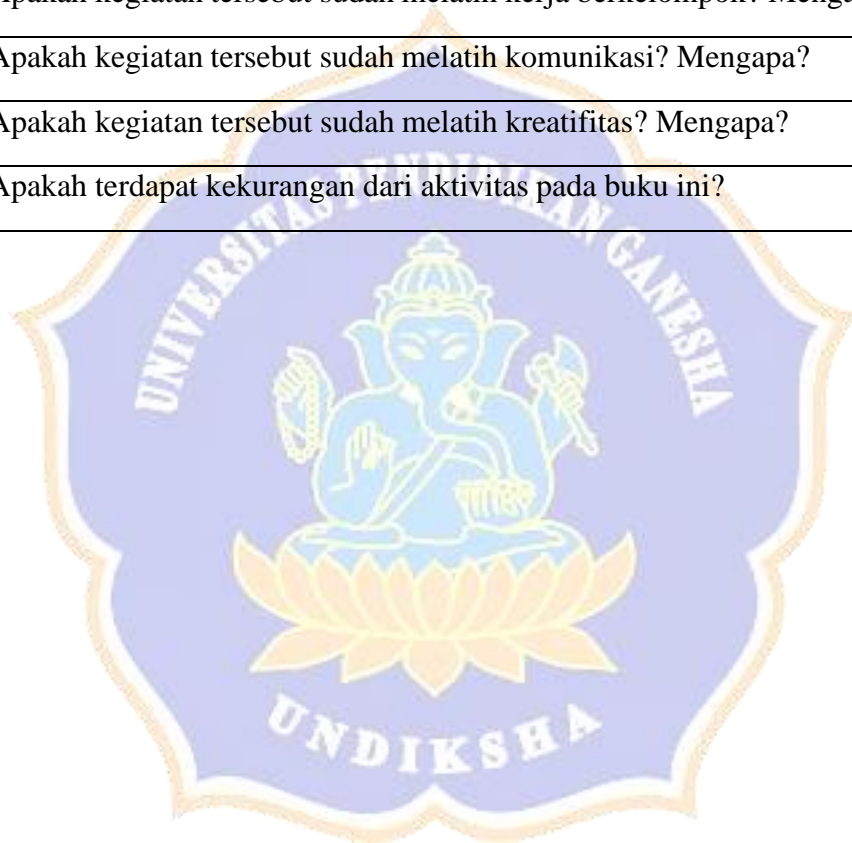 Apakah kegiatan tersebut sudah melatih kerja berkelompok?
Apakah kegiatan tersebut sudah melatih komunikasi? Mengapa?
Apakah kegiatan tersebut sudah melatih kreatifitas? Mengapa?
Apakah terdapat kekurangan dari aktivitas pada buku ini?
UNIVERSITAS PENDIDIKAN GANESHA
UNDIKSHA